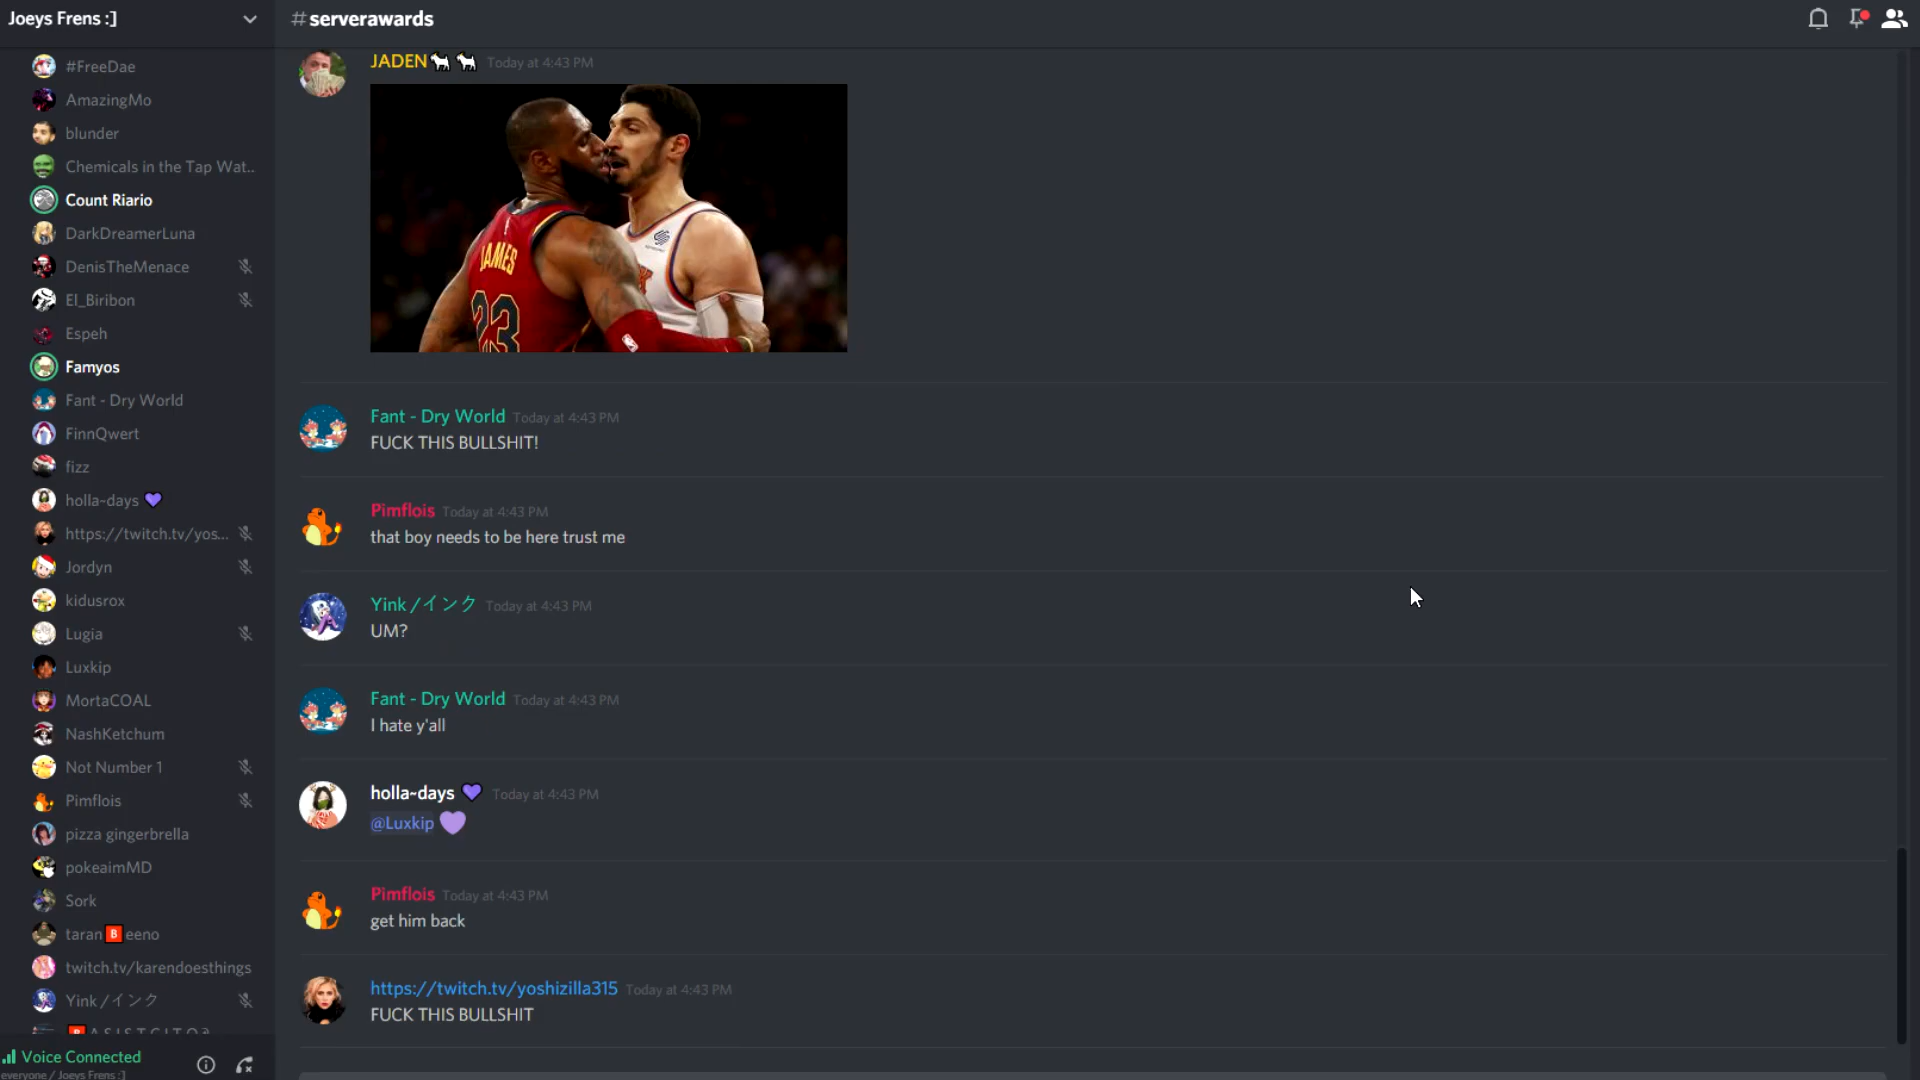 Joeys Frens :]
#FreeDae
AmazingMo
blunder
Chemicals in the Tap Wat..
Count Riario
DarkDreamerLuna
DenisTheMenace
El_Biribon
Espeh
Famyos
Fant - Dry World
FinnQwert
fizz
holla~days 💜
https://twitch.tv/yos...
Jordyn
kidusrox
Lugia
Luxkip
MortaCOAL
NashKetchum
Not Number 1
Pimflois
pizza gingerbrella
pokeaimMD
Sork
taran🅱eeno
twitch.tv/karendoesthings
Yink /インク
Voice Connected
everyone / Joeys Frens :]
#serverawards
JADEN Today at 4:43 PM
JAMES
23
Fant - Dry World Today at 4:43 PM
FUCK THIS BULLSHIT!
Pimflois Today at 4:43 PM
that boy needs to be here trust me
Yink /インク Today at 4:43 PM
UM?
Fant - Dry World Today at 4:43 PM
I hate y'all
holla~days 💜 Today at 4:43 PM
@Luxkip 💜
Pimflois Today at 4:43 PM
get him back
https://twitch.tv/yoshizilla315 Today at 4:43 PM
FUCK THIS BULLSHIT